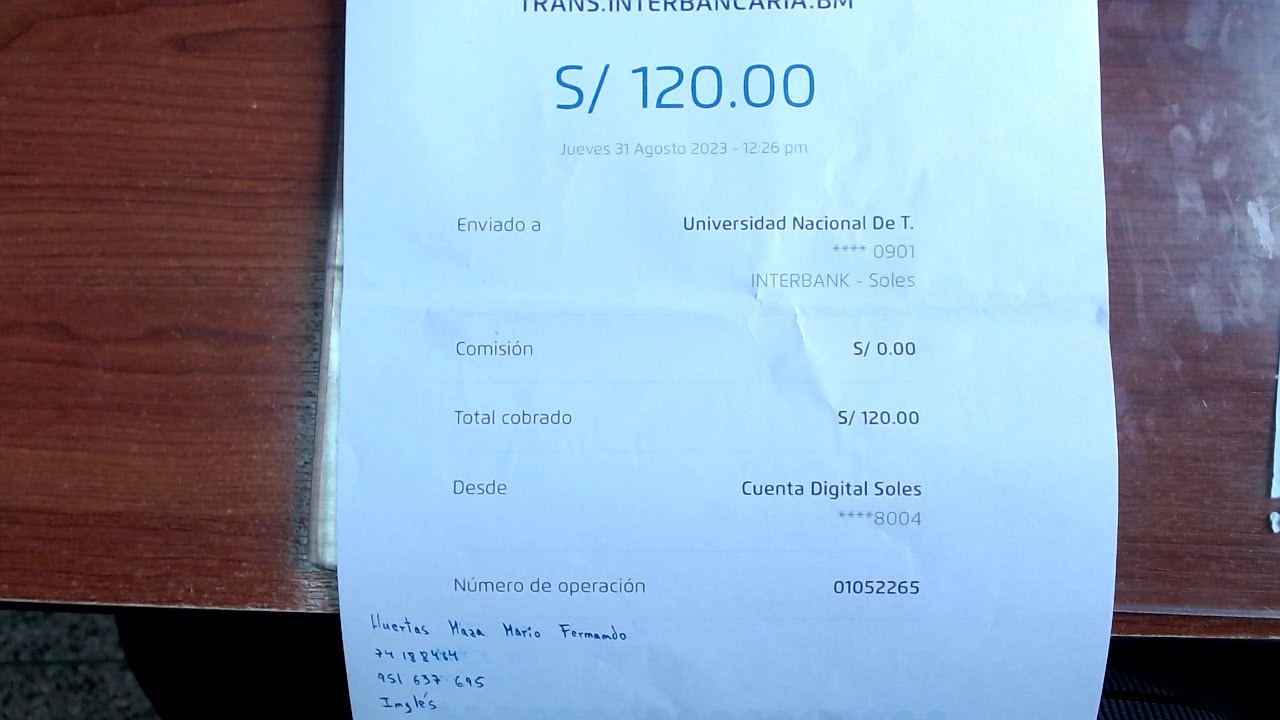 TRANS.INTERBANCARIA.BM
S/ 120.00
Jueves 31 Agosto 2023 - 12:26 pm.
Enviado a Universidad Nacional De T.
**** 0901
INTERBANK - Soles
Comisión S/ 0.00
Total cobrado S/ 120.00
Desde Cuenta Digital Soles
****8004
Número de operación 01052265
Huertas Maza Mario Fernando
74188464
951 637 695
Inglés